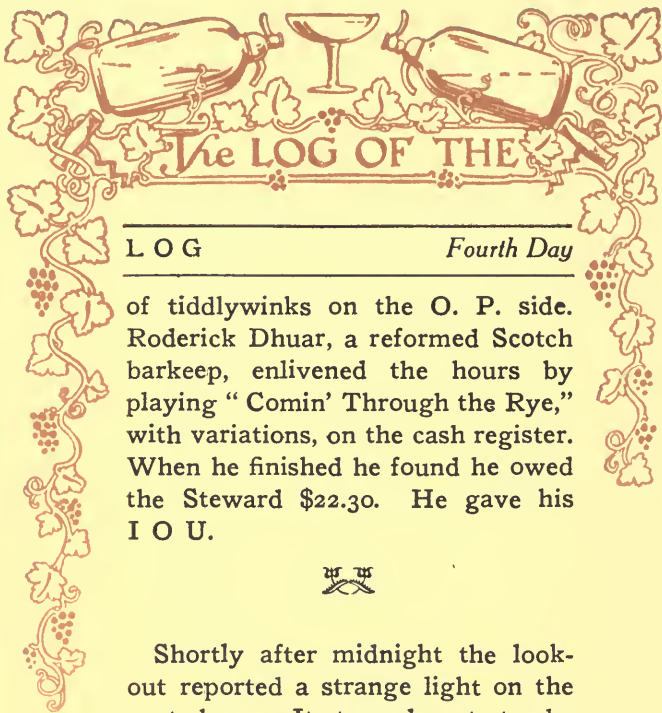 The LOG OF THE
LOG Fourth Day
of tiddlywinks on the O. P. side.
Roderick Dhuar, a reformed Scotch
barkeep, enlivened the hours by
playing “ Comin’ Through the Rye,”
with variations, on the cash register.
When he finished he found he owed
the Steward $22.30. He gave his
I O U.
Shortly after midnight the look-
out reported a strange light on the